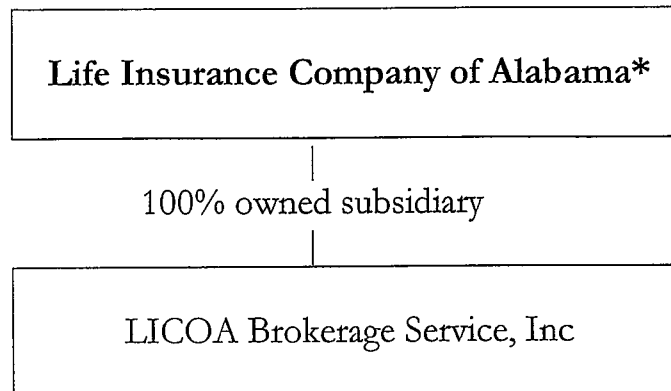 Life Insurance Company of Alabama*
100% owned subsidiary
LICOA Brokerage Service, Inc